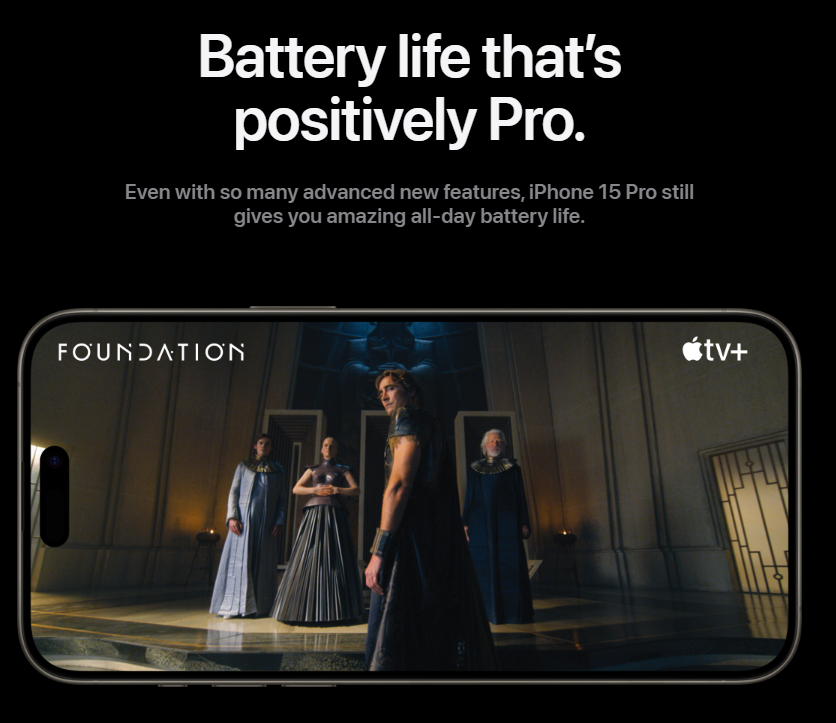 Battery life that’s
positively Pro.
Even with so many advanced new features, iPhone 15 Pro still
gives you amazing all-day battery life.
FOUNDATION
tv+